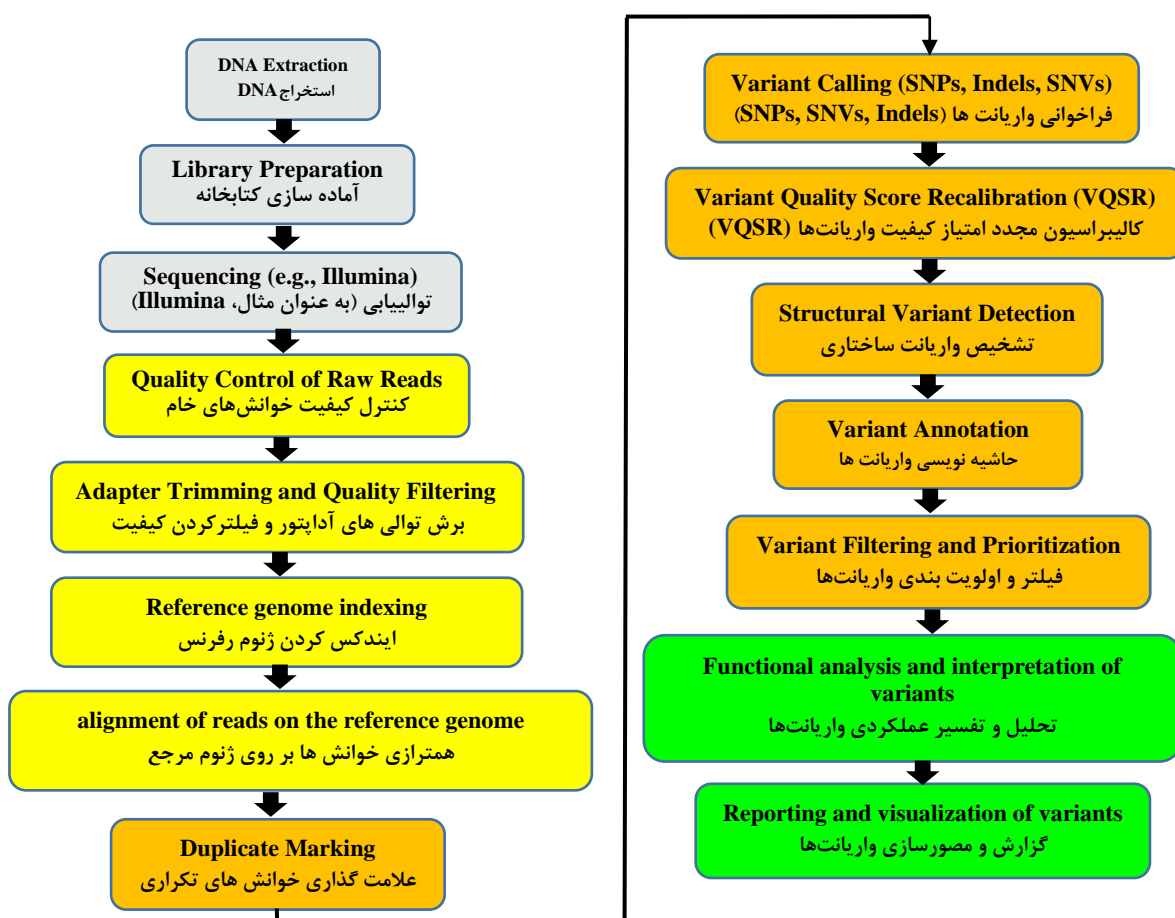 DNA Extraction
استخراج DNA
Library Preparation
آماده سازی کتابخانه
Sequencing (e.g., Illumina)
توالییابی (به عنوان مثال، Illumina)
Quality Control of Raw Reads
کنترل کیفیت خوانش‌های خام
Adapter Trimming and Quality Filtering
برش توالی های آداپتور و فیلترکردن کیفیت
Reference genome indexing
ایندکس کردن ژنوم رفرنس
alignment of reads on the reference genome
همترازی خوانش ها بر روی ژنوم مرجع
Duplicate Marking
علامت گذاری خوانش های تکراری
Variant Calling (SNPs, Indels, SNVs)
فراخوانی واریانت ها (SNPs, SNVs, Indels)
Variant Quality Score Recalibration (VQSR)
کالیبراسیون مجدد امتیاز کیفیت واریانت‌ها (VQSR)
Structural Variant Detection
تشخیص واریانت ساختاری
Variant Annotation
حاشیه نویسی واریانت ها
Variant Filtering and Prioritization
فیلتر و اولویت بندی واریانت‌ها
Functional analysis and interpretation of
variants
تحلیل و تفسیر عملکردی واریانت‌ها
Reporting and visualization of variants
گزارش و مصورسازی واریانت‌ها